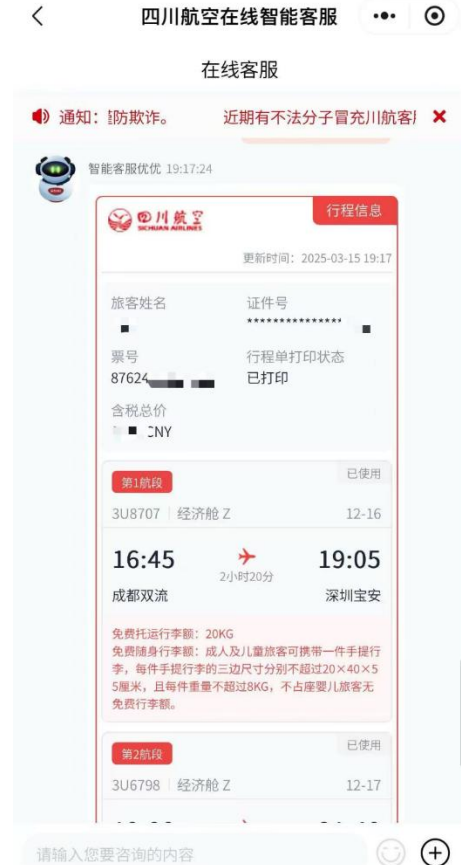 四川航空在线智能客服
在线客服
通知：谨防欺诈。 近期有不法分子冒充川航客服
智能客服优优 19:17:24
四川航空
SICHUAN AIRLINES
行程信息
更新时间：2025-03-15 19:17
旅客姓名 证件号
***************
票号 行程单打印状态
87624 已打印
含税总价
CNY
第1航段 已使用
3U8707 经济舱 Z 12-16
16:45 19:05
2小时20分
成都双流 深圳宝安
免费托运行李额：20KG
免费随身行李额：成人及儿童旅客可携带一件手提行
李，每件手提行李的三边尺寸分别不超过20×40×5
5厘米，且每件重量不超过8KG，不占座婴儿旅客无
免费行李额。
第2航段 已使用
3U6798 经济舱 Z 12-17
请输入您要咨询的内容